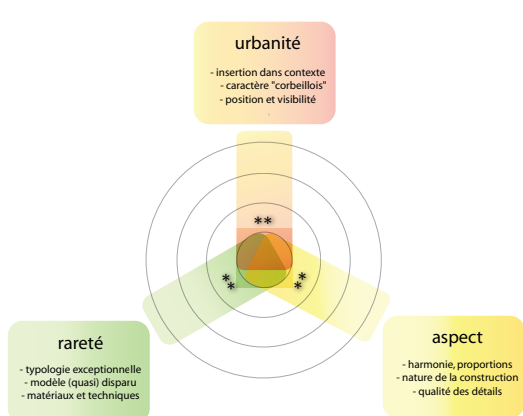 urbanité
- insertion dans contexte
- caractère "corbeillois"
- position et visibilité
**
**
**
rareté
- typologie exceptionnelle
- modèle (quasi) disparu
- matériaux et techniques
aspect
- harmonie, proportions
- nature de la construction
- qualité des détails